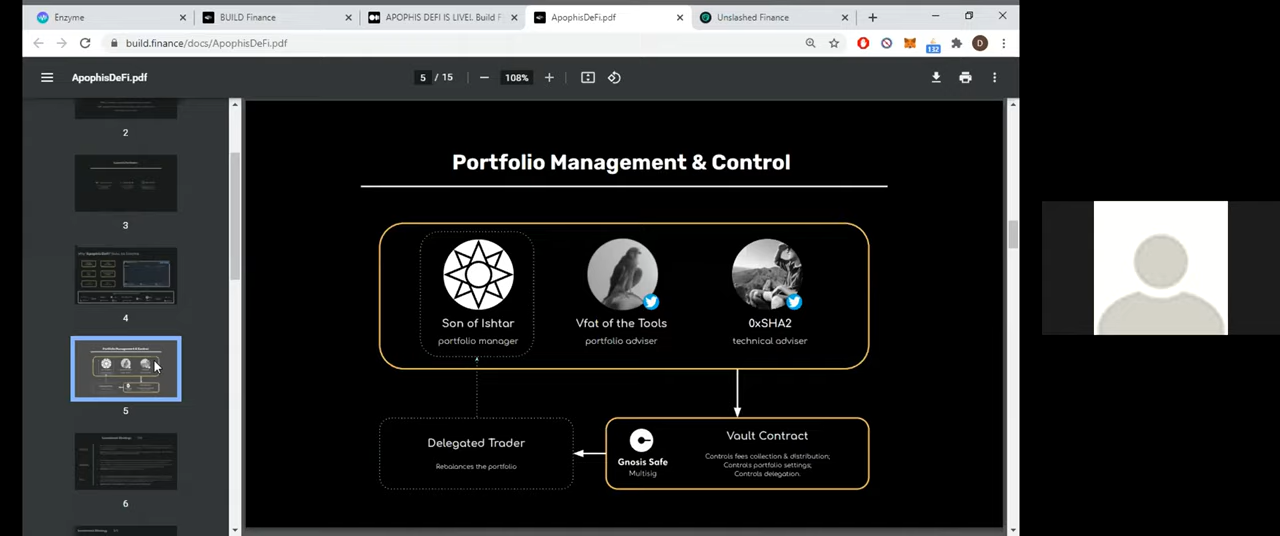 Enzyme
BUILD Finance
APOPHIS DEFI IS LIVE! Build F
ApophisDeFi.pdf
Unslashed Finance
build.finance/docs/ApophisDeFi.pdf
D
132
ApophisDeFi.pdf
5 / 15
108%
2
3
4
5
6
Portfolio Management & Control
Son of Ishtar
portfolio manager
Vfat of the Tools
portfolio adviser
0xSHA2
technical adviser
Delegated Trader
Rebalances the portfolio
Gnosis Safe
Multisig
Vault Contract
Controls fees collection & distribution;
Controls portfolio settings;
Controls delegation.